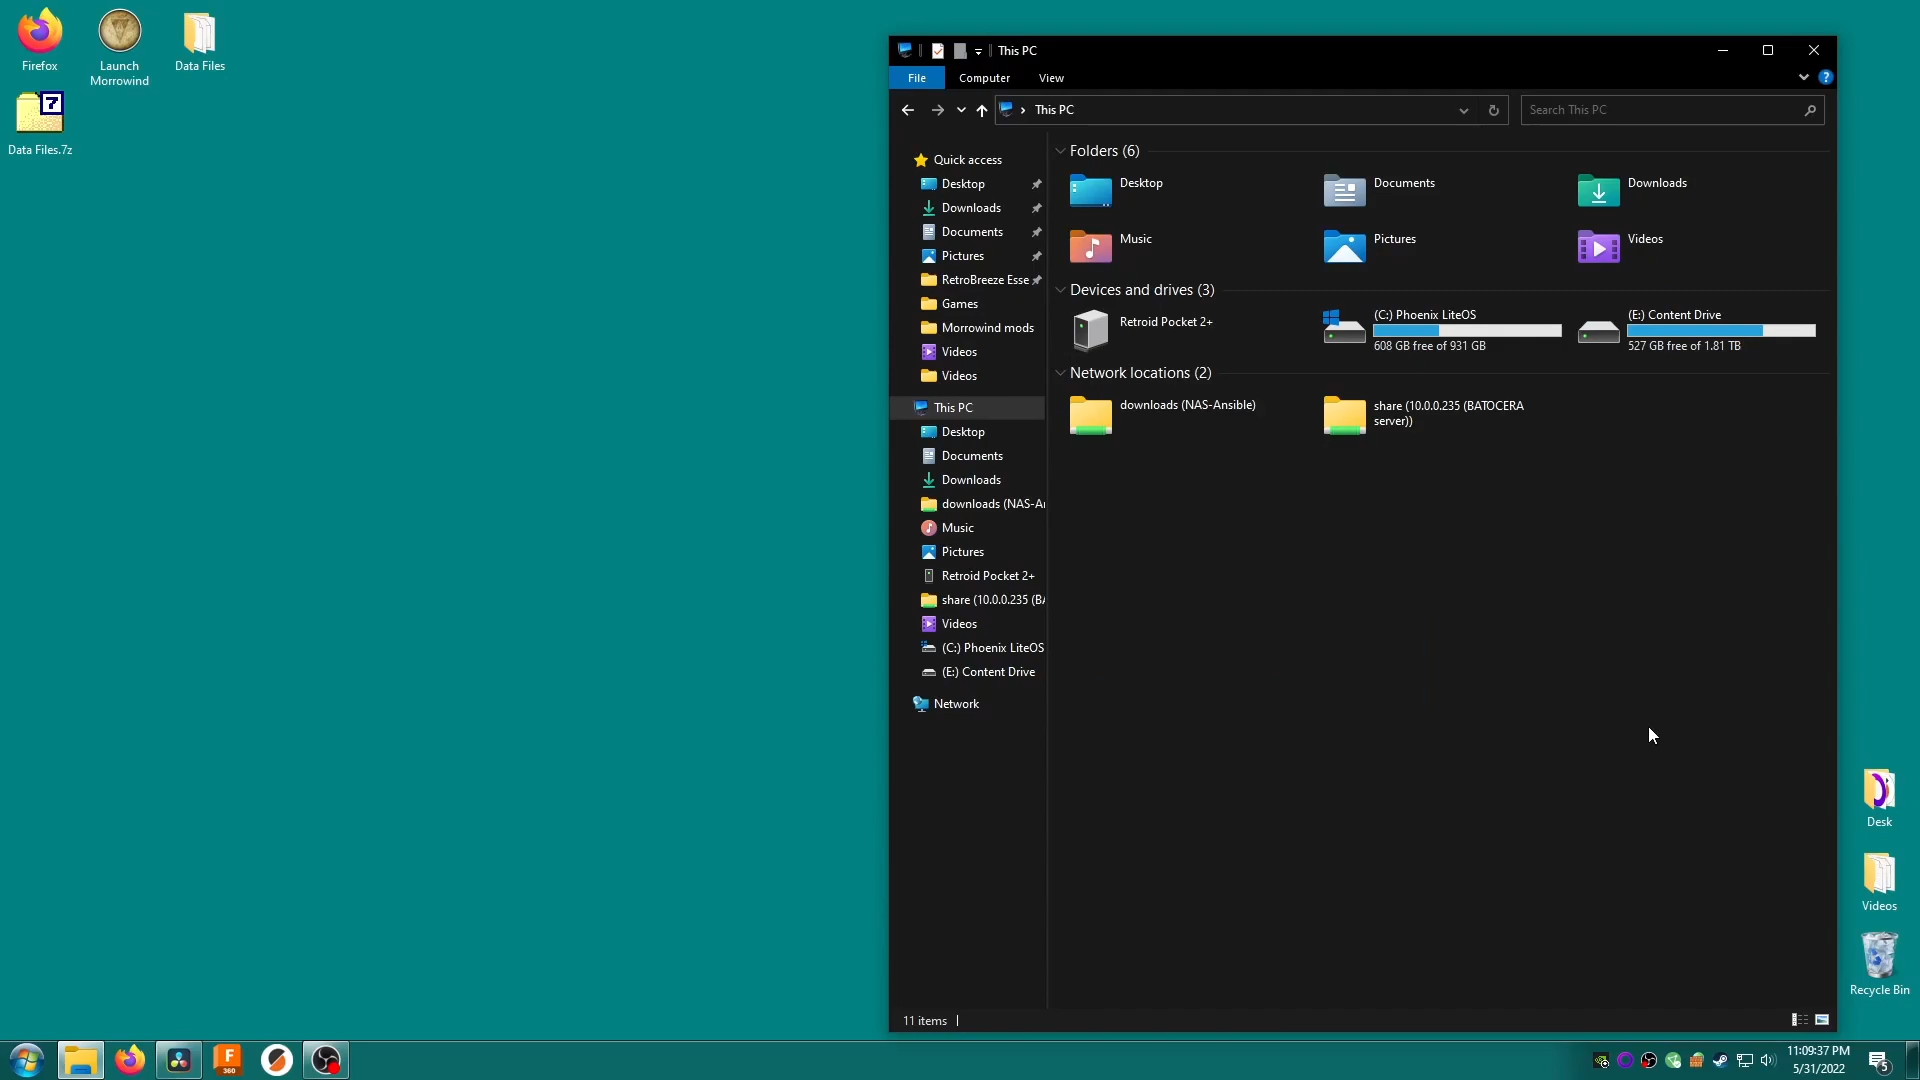 Firefox
Launch
Morrowind
Data Files
7
Data Files.7z
This PC
File
Computer
View
?
This PC
Search This PC
Quick access
Desktop
Downloads
Documents
Pictures
RetroBreeze Esse
Games
Morrowind mods
Videos
Videos
This PC
Desktop
Documents
Downloads
downloads (NAS-A
Music
Pictures
Retroid Pocket 2+
share (10.0.0.235 (BA
Videos
(C:) Phoenix LiteOS
(E:) Content Drive
Network
Folders (6)
Desktop
Documents
Downloads
Music
Pictures
Videos
Devices and drives (3)
Retroid Pocket 2+
(C:) Phoenix LiteOS
608 GB free of 931 GB
(E:) Content Drive
527 GB free of 1.81 TB
Network locations (2)
downloads (NAS-Ansible)
share (10.0.0.235 (BATOCERA
server))
11 items
Desk
Videos
Recycle Bin
F
360
11:09:37 PM
5/31/2022
5